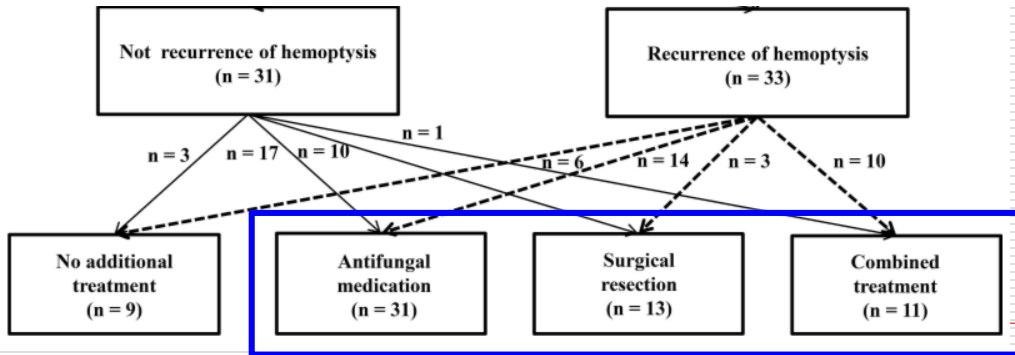 Not recurrence of hemoptysis
(n = 31)
Recurrence of hemoptysis
(n = 33)
n = 1
n = 3
n = 17
n = 10
n = 6
n = 14
n = 3
n = 10
No additional
treatment
(n = 9)
Antifungal
medication
(n = 31)
Surgical
resection
(n = 13)
Combined
treatment
(n = 11)